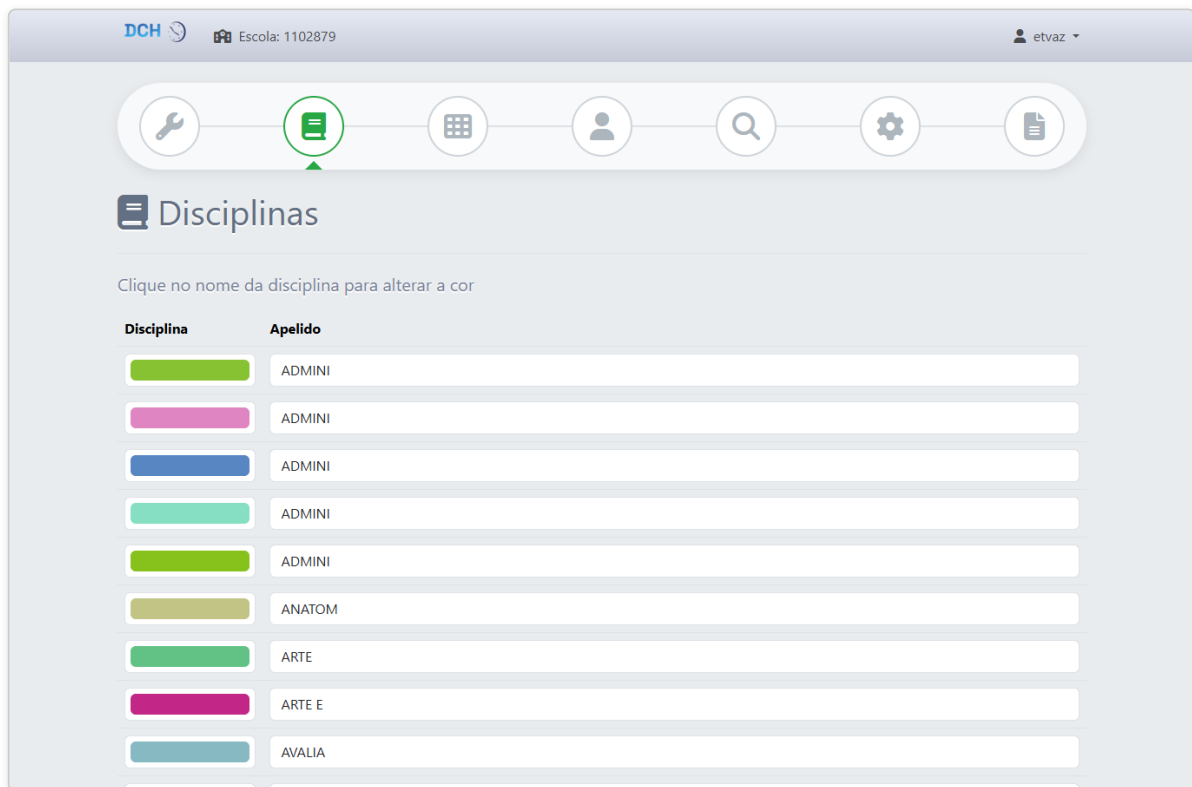 DCH Escola: 1102879 etvaz
Disciplinas
Clique no nome da disciplina para alterar a cor
Disciplina Apelido
ADMINI
ADMINI
ADMINI
ADMINI
ADMINI
ANATOM
ARTE
ARTE E
AVALIA